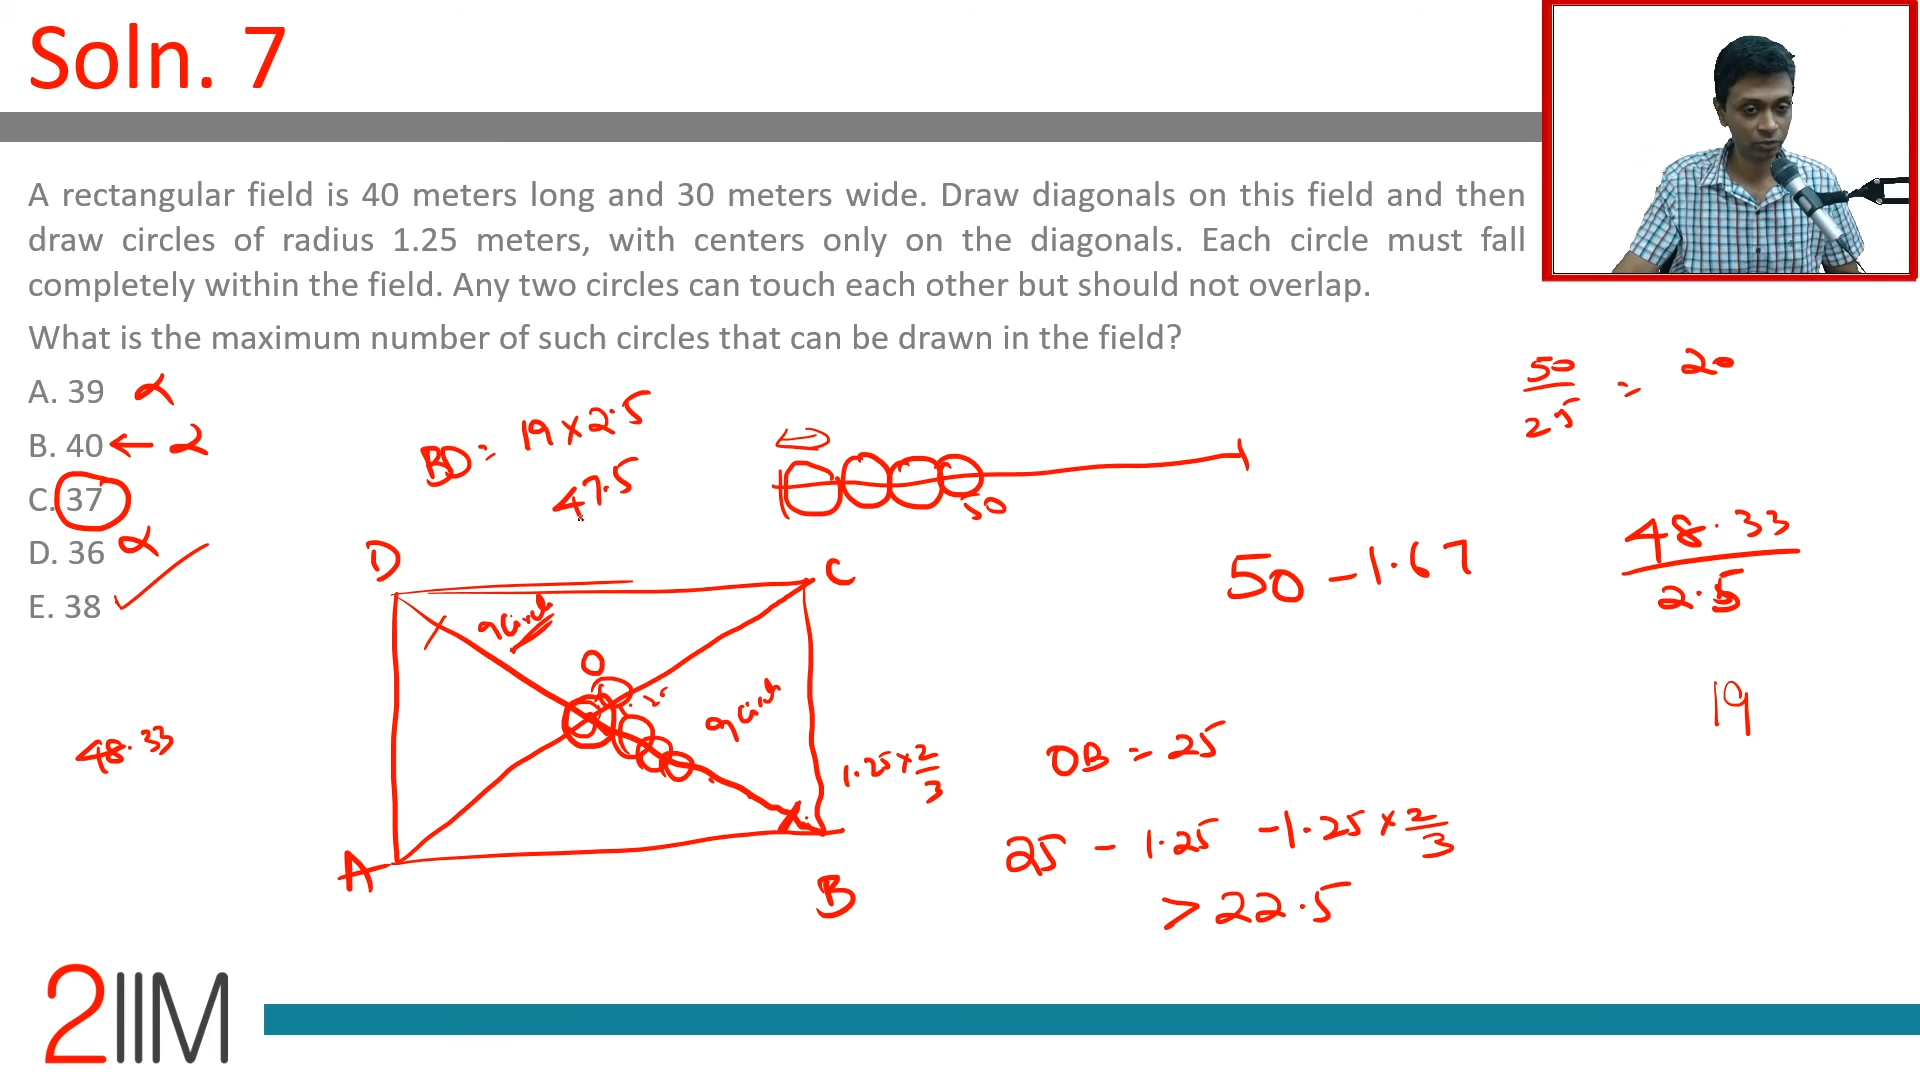 Soln. 7
A rectangular field is 40 meters long and 30 meters wide. Draw diagonals on this field and then
draw circles of radius 1.25 meters, with centers only on the diagonals. Each circle must fall
completely within the field. Any two circles can touch each other but should not overlap.
What is the maximum number of such circles that can be drawn in the field?
A. 39
B. 40
C. 37
D. 36
E. 38
BD = 19 x 2.5
47.5
50
50/25 = 20
50 - 1.67
48.33/2.5
19
D
C
9 circle
O
9 circle
A
B
48.33
1.25 x 2/3
OB = 25
25 - 1.25 - 1.25 x 2/3
> 22.5
2IIM